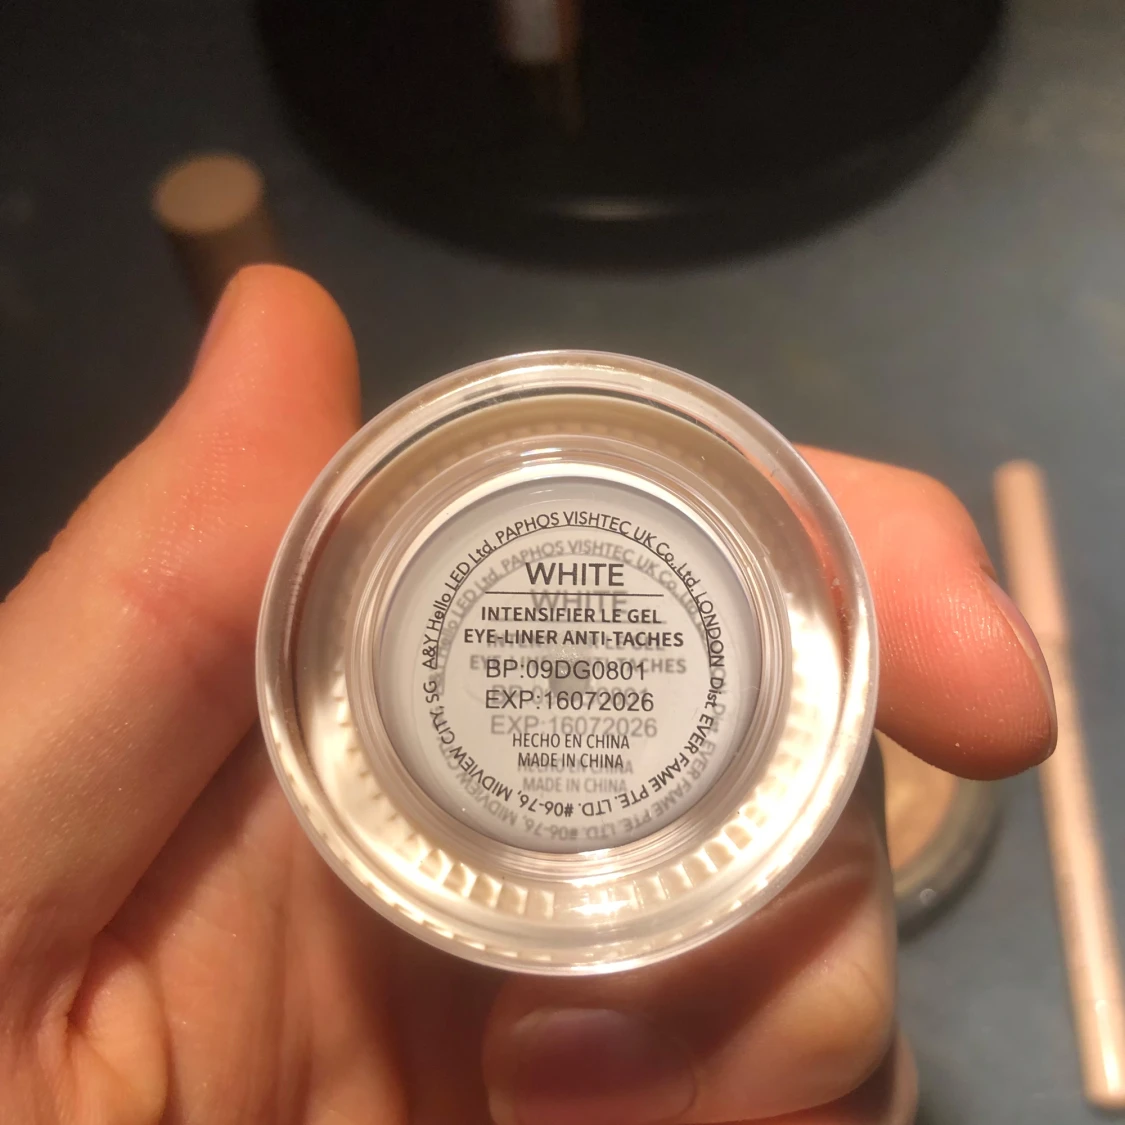 A&Y Hello LED Ltd. PAPHOS VISHTEC UK Co.,Ltd. LONDON Dist. EVER FAME PTE. LTD. #06-76, MIDVIEW CITY, SG
WHITE
INTENSIFIER LE GEL
EYE-LINER ANTI-TACHES
BP:09DG0801
EXP:16072026
HECHO EN CHINA
MADE IN CHINA